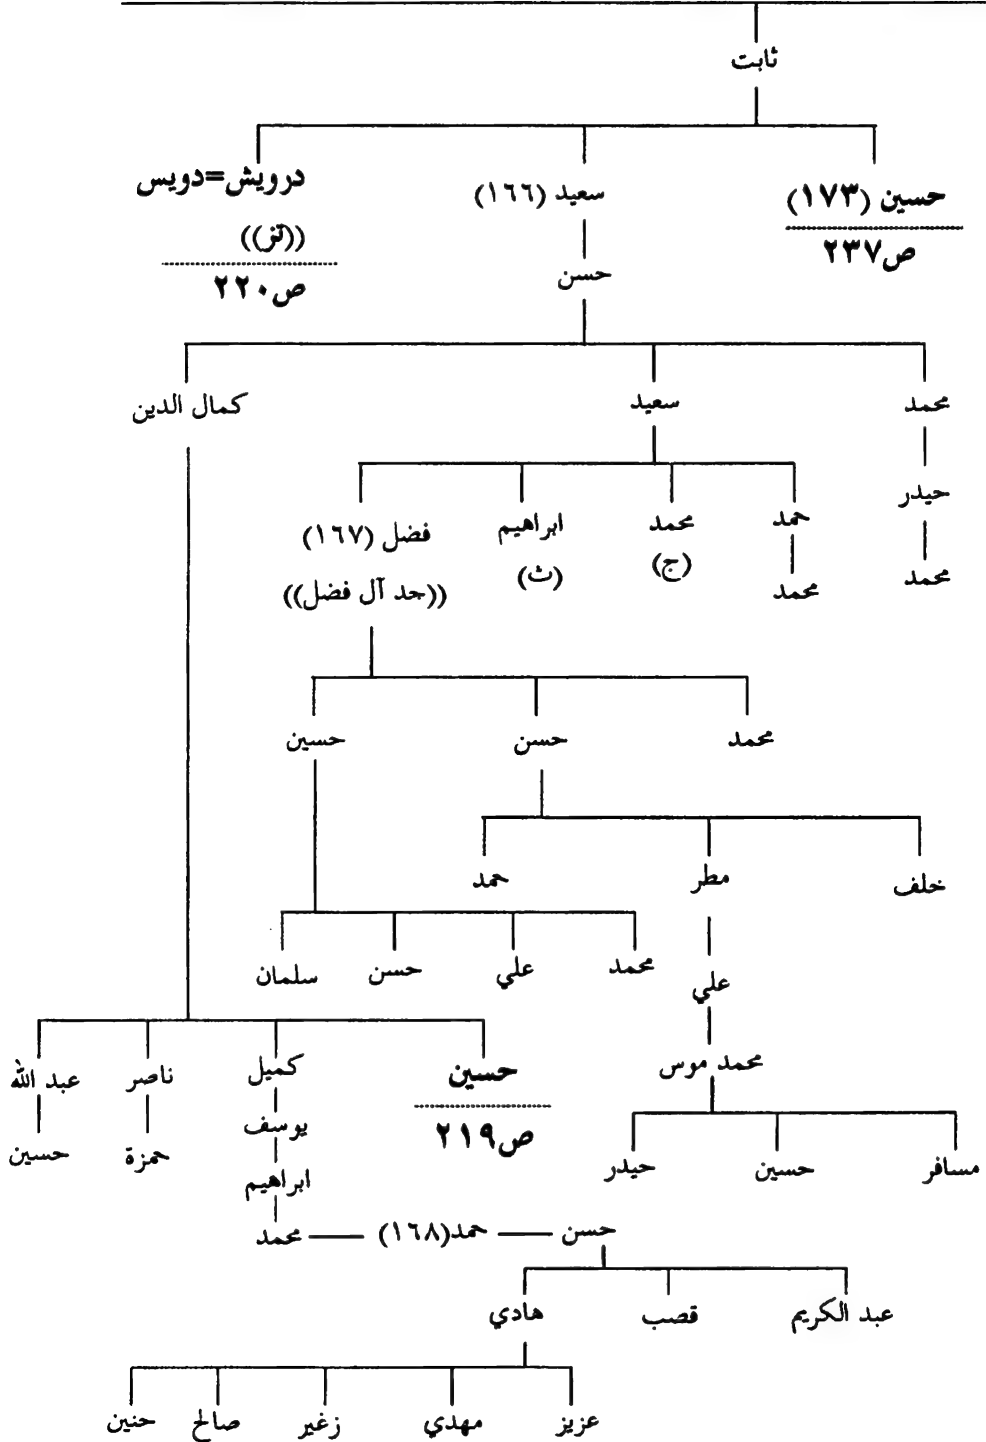 ثابت
حسين (١٧٣)
سعيد (١٦٦)
درويش=دويس
((تز))
ص٢٣٧
ص٢٢٠
حسن
محمد
سعيد
كمال الدين
حيدر
محمد
حمد
محمد
محمد
(ج)
ابراهيم
(ث)
فضل (١٦٧)
((جد آل فضل))
محمد
حسن
حسين
خلف
مطر
حمد
محمد
علي
حسن
سلمان
علي
محمد موس
مسافر
حسين
حيدر
حسين
ص٢١٩
كميل
يوسف
ابراهيم
ناصر
حمزة
عبد الله
حسين
حسن
حمد(١٦٨)
محمد
عبد الكريم
قصب
هادي
عزيز
مهدي
زغير
صالح
حنين